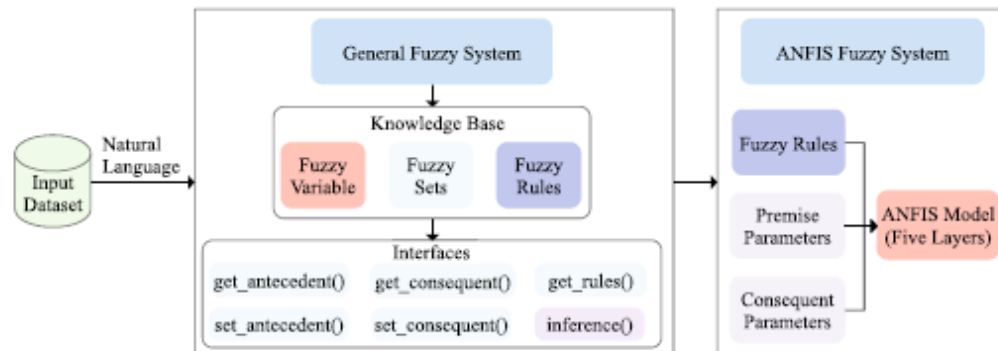 General Fuzzy System
ANFIS Fuzzy System
Knowledge Base
Natural
Language
Input
Dataset
Fuzzy
Variable
Fuzzy
Sets
Fuzzy
Rules
Interfaces
get_antecedent()
get_consequent()
get_rules()
set_antecedent()
set_consequent()
inference()
Fuzzy Rules
Premise
Parameters
Consequent
Parameters
ANFIS Model
(Five Layers)